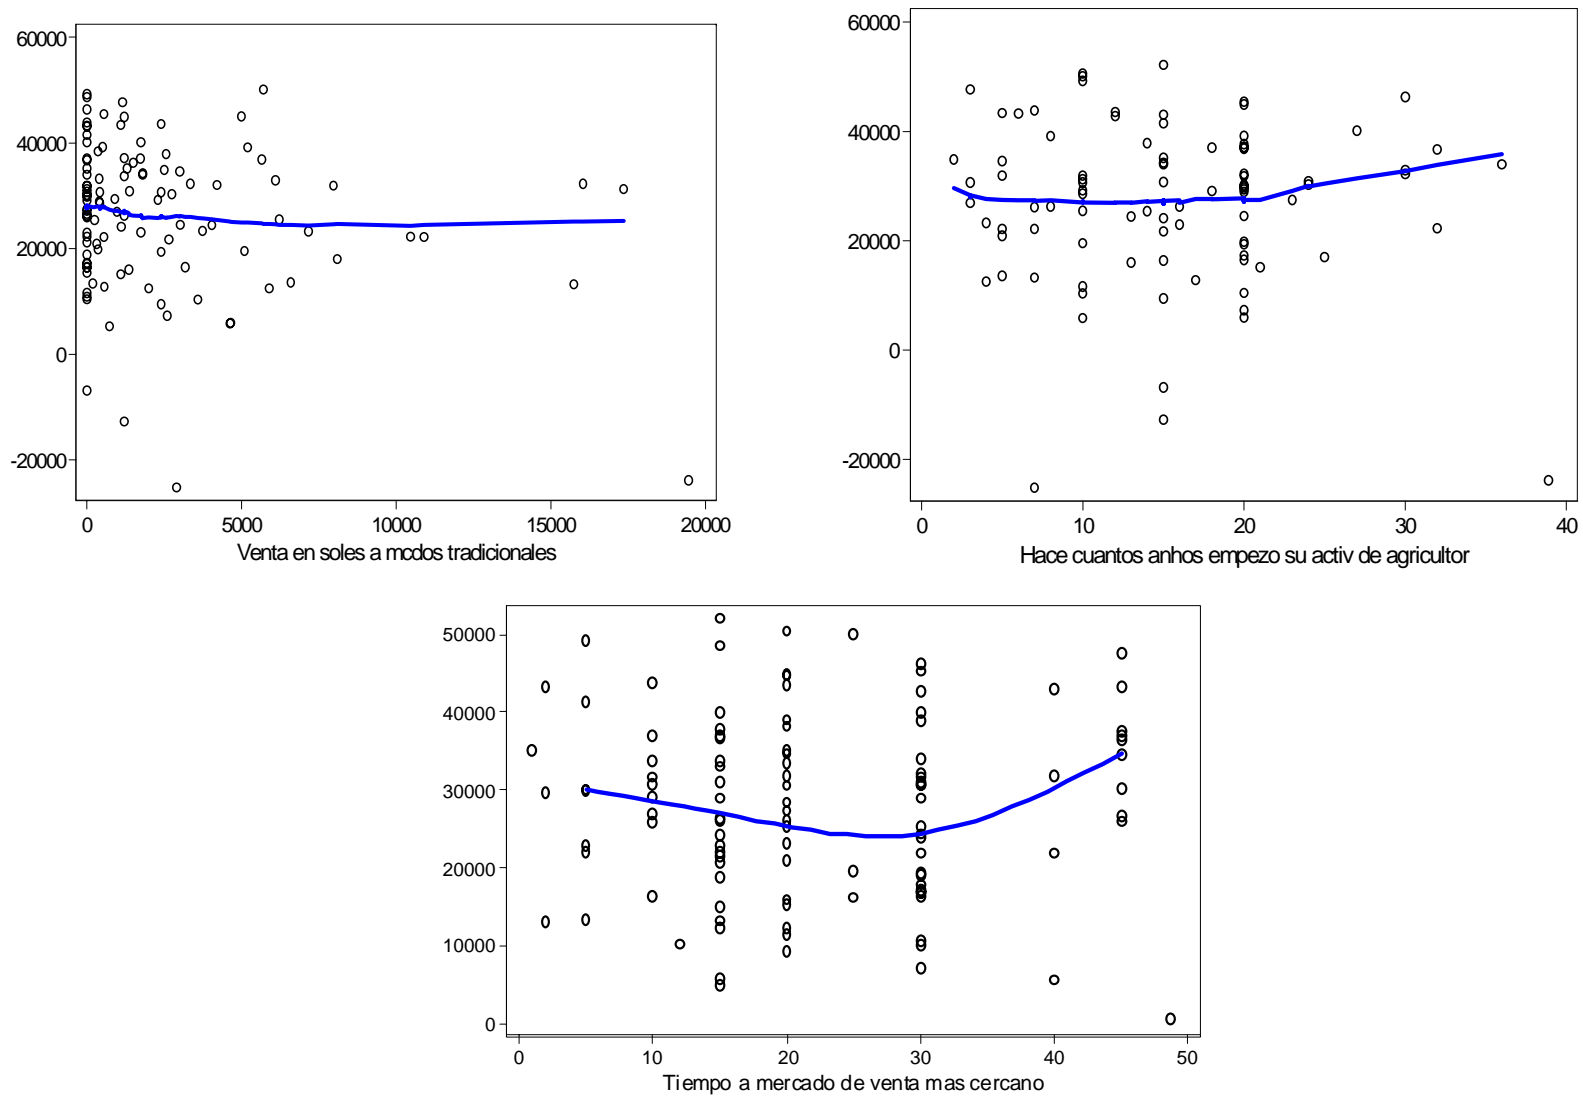 60000
40000
20000
0
-20000
0 5000 10000 15000 20000
Venta en soles a mcdos tradicionales
60000
40000
20000
0
-20000
0 10 20 30 40
Hace cuantos anhos empezo su activ de agricultor
50000
40000
30000
20000
10000
0
0 10 20 30 40 50
Tiempo a mercado de venta mas cercano